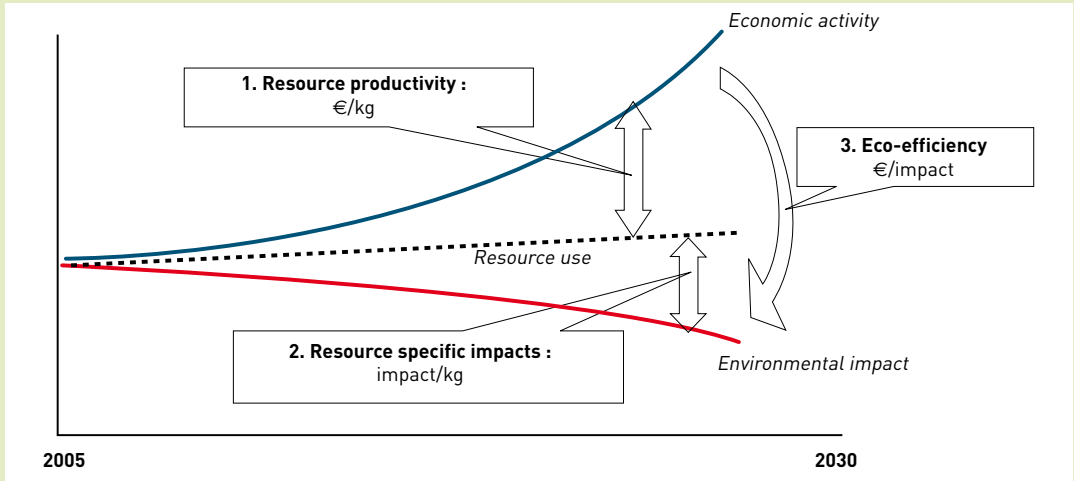 Economic activity
1. Resource productivity :
€/kg
3. Eco-efficiency
€/impact
Resource use
2. Resource specific impacts :
impact/kg
Environmental impact
2005
2030